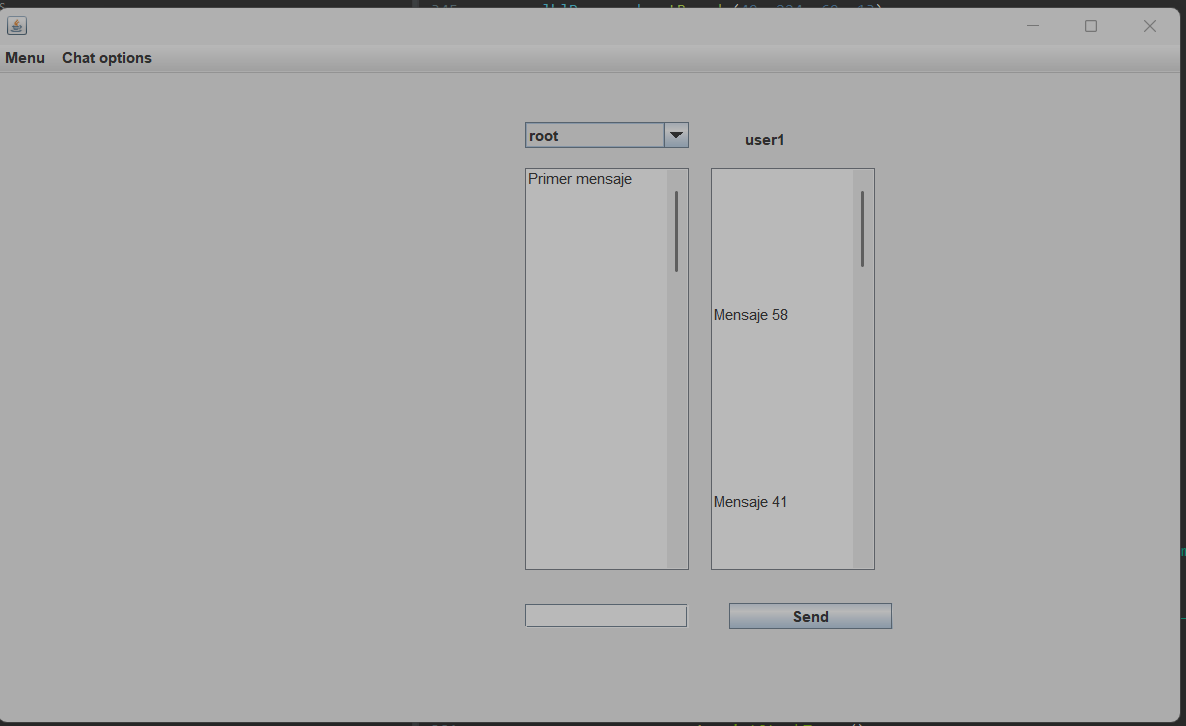 Menu Chat options
root
user1
Primer mensaje
Mensaje 58
Mensaje 41
Send